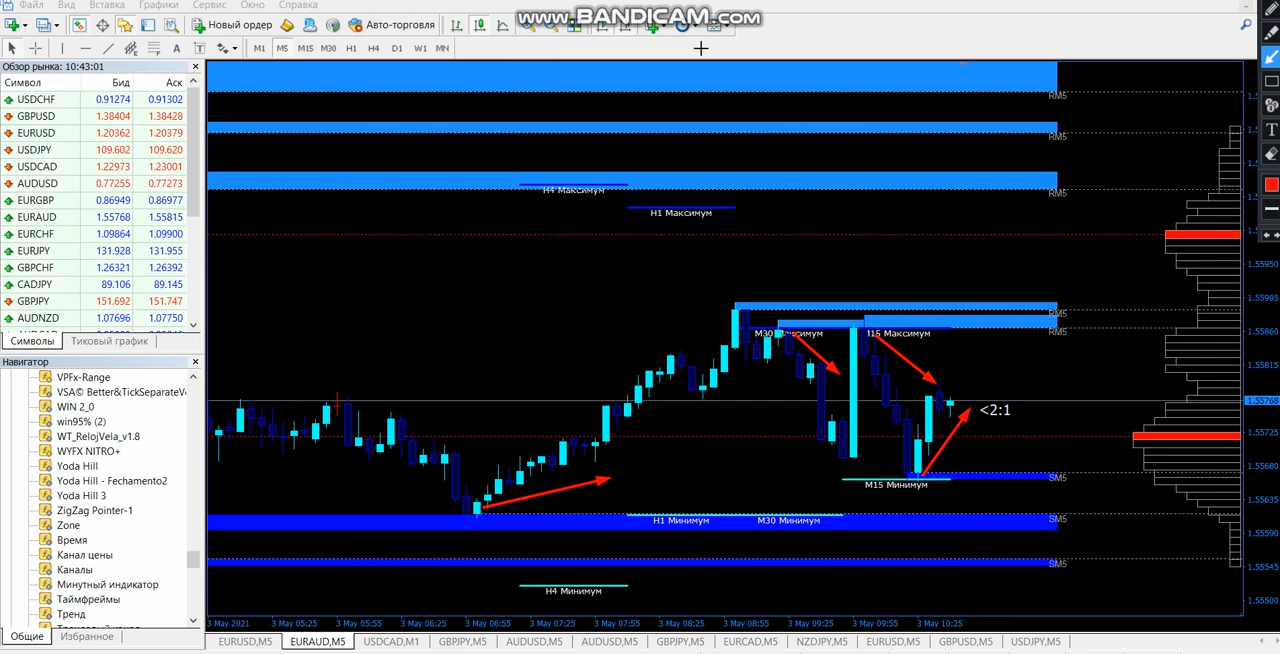 Файл Вид Вставка Графики Сервис Окно Справка
www.BANDICAM.com
Новый ордер Авто-торговля
M1 M5 M15 M30 H1 H4 D1 W1 MN
Обзор рынка: 10:43:01
Символ Бид Аск
USDCHF 0.91274 0.91302
GBPUSD 1.38404 1.38428
EURUSD 1.20362 1.20379
USDJPY 109.602 109.620
USDCAD 1.22973 1.23001
AUDUSD 0.77255 0.77273
EURGBP 0.86949 0.86977
EURAUD 1.55768 1.55815
EURCHF 1.09864 1.09900
EURJPY 131.928 131.955
GBPCHF 1.26321 1.26392
CADJPY 89.106 89.145
GBPJPY 151.692 151.747
AUDNZD 1.07696 1.07750
Символы Тиковый график
Навигатор
VPFx-Range
VSA© Better&TickSeparateV
WIN 2_0
win95% (2)
WT_RelojVela_v1.8
WYFX NITRO+
Yoda Hill
Yoda Hill - Fechamento2
Yoda Hill 3
ZigZag Pointer-1
Zone
Время
Канал цены
Каналы
Минутный индикатор
Таймфреймы
Тренд
Общие Избранное
RM5
RM5
RM5
H4 Максимум
H1 Максимум
RM5
RM5
M30 Максимум
M15 Максимум
<2:1
SM5
M15 Минимум
SM5
H1 Минимум
M30 Минимум
SM5
H4 Минимум
1.55950
1.55905
1.55860
1.55815
1.55768
1.55725
1.55680
1.55635
1.55590
1.55545
1.55500
3 May 2021 3 May 05:25 3 May 05:55 3 May 06:25 3 May 06:55 3 May 07:25 3 May 07:55 3 May 08:25 3 May 08:55 3 May 09:25 3 May 09:55 3 May 10:25
EURUSD,M5 EURAUD,M5 USDCAD,M1 GBPJPY,M5 AUDUSD,M5 AUDUSD,M5 GBPJPY,M5 EURCAD,M5 NZDJPY,M5 EURUSD,M5 GBPUSD,M5 USDJPY,M5